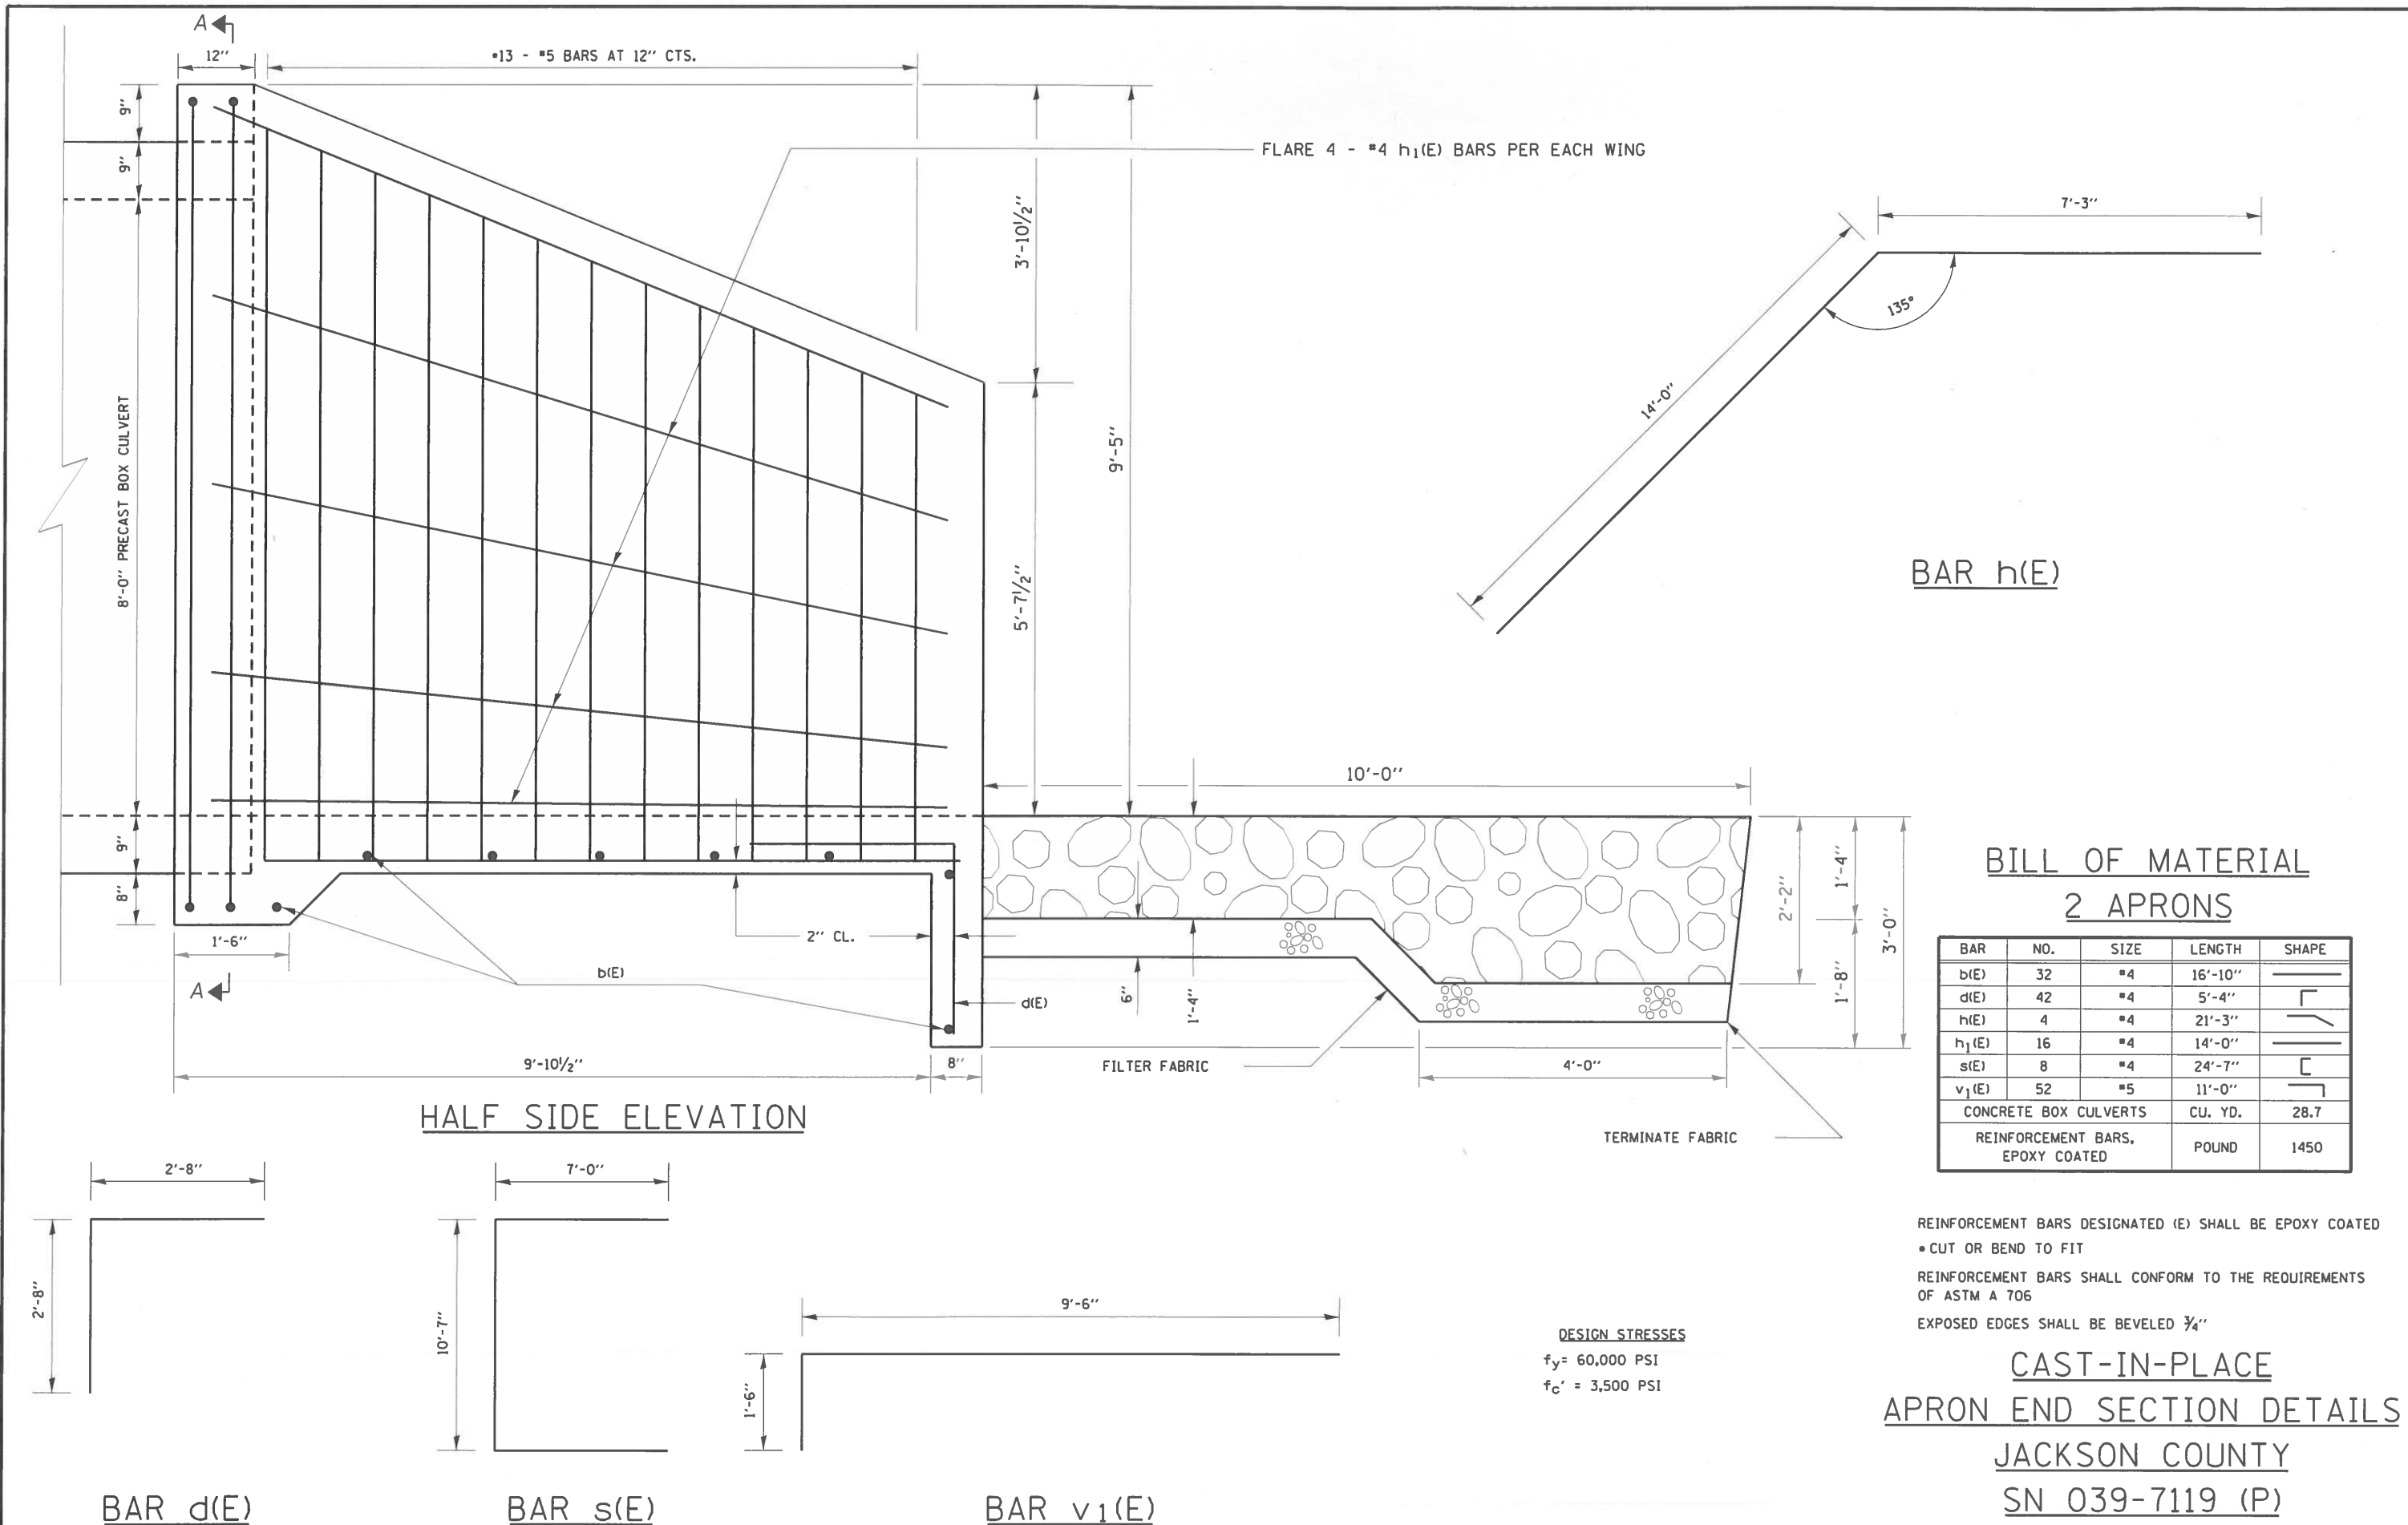 A
12"
*13 - #5 BARS AT 12" CTS.
9"
9"
8'-0" PRECAST BOX CULVERT
9"
8"
FLARE 4 - #4 h1(E) BARS PER EACH WING
3'-10½"
9'-5"
5'-7½"
7'-3"
14'-0"
135°
BAR h(E)
10'-0"
2'-2"
1'-4"
1'-8"
3'-0"
1'-6"
A
2" CL.
b(E)
d(E)
6"
1'-4"
9'-10½"
8"
FILTER FABRIC
4'-0"
TERMINATE FABRIC
HALF SIDE ELEVATION
BILL OF MATERIAL
2 APRONS
BAR NO. SIZE LENGTH SHAPE
b(E) 32 #4 16'-10"
d(E) 42 #4 5'-4"
h(E) 4 #4 21'-3"
h1(E) 16 #4 14'-0"
s(E) 8 #4 24'-7"
v1(E) 52 #5 11'-0"
CONCRETE BOX CULVERTS CU. YD. 28.7
REINFORCEMENT BARS,
EPOXY COATED POUND 1450
2'-8"
2'-8"
BAR d(E)
7'-0"
10'-7"
BAR s(E)
9'-6"
1'-6"
BAR v1(E)
DESIGN STRESSES
fy= 60,000 PSI
fc' = 3,500 PSI
REINFORCEMENT BARS DESIGNATED (E) SHALL BE EPOXY COATED
* CUT OR BEND TO FIT
REINFORCEMENT BARS SHALL CONFORM TO THE REQUIREMENTS
OF ASTM A 706
EXPOSED EDGES SHALL BE BEVELED ¾"
CAST-IN-PLACE
APRON END SECTION DETAILS
JACKSON COUNTY
SN 039-7119 (P)